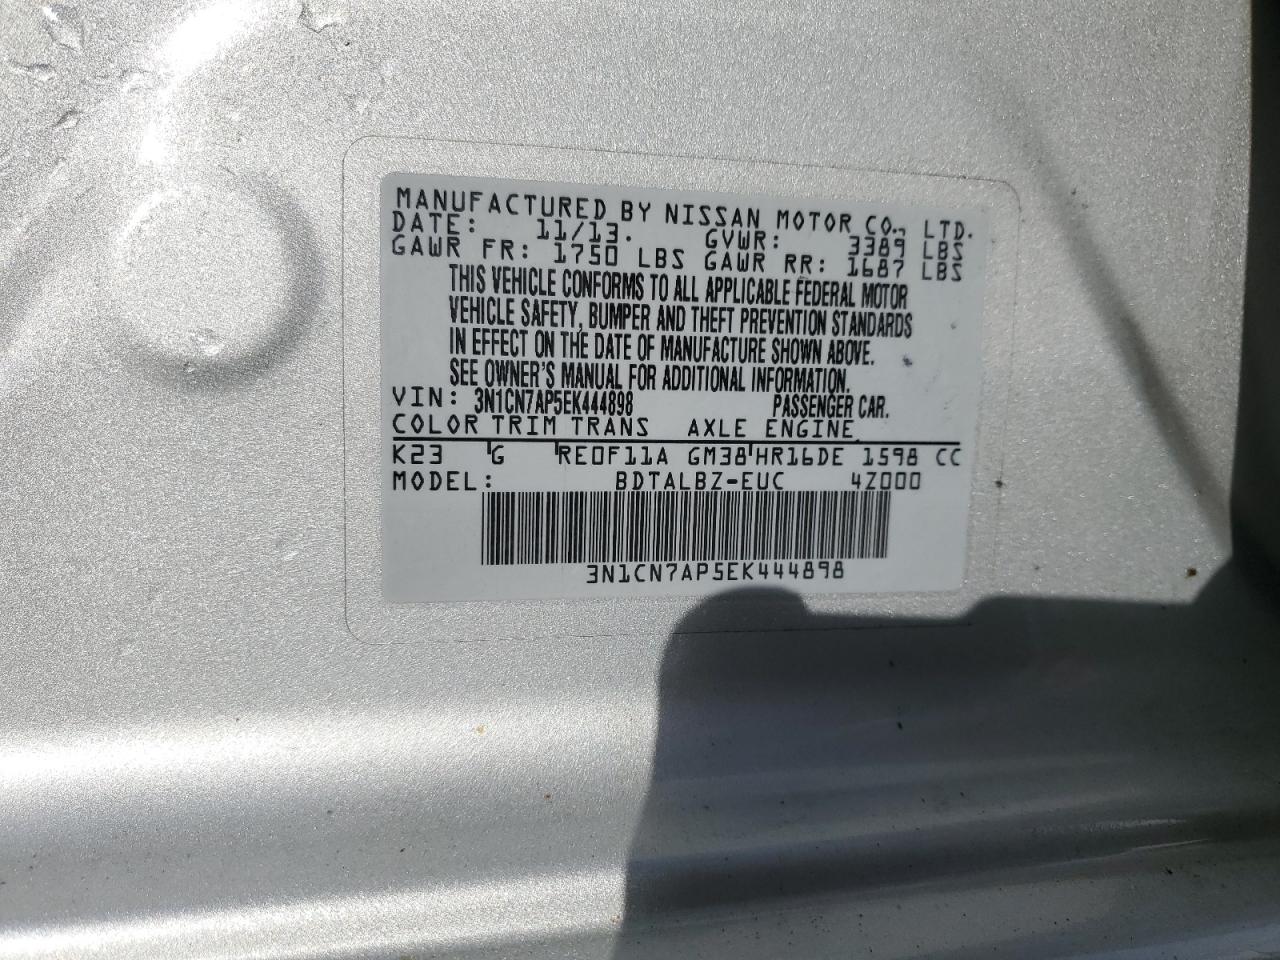 MANUFACTURED BY NISSAN MOTOR CO., LTD.
DATE: 11/13. GVWR: 3389 LBS
GAWR FR: 1750 LBS GAWR RR: 1687 LBS
THIS VEHICLE CONFORMS TO ALL APPLICABLE FEDERAL MOTOR
VEHICLE SAFETY, BUMPER AND THEFT PREVENTION STANDARDS
IN EFFECT ON THE DATE OF MANUFACTURE SHOWN ABOVE.
SEE OWNER'S MANUAL FOR ADDITIONAL INFORMATION.
VIN: 3N1CN7AP5EK444898 PASSENGER CAR.
COLOR TRIM TRANS AXLE ENGINE
K23 G RE0F11A GM38 HR16DE 1598 CC
MODEL: BDTALBZ-EUC 4Z000
3N1CN7AP5EK444898